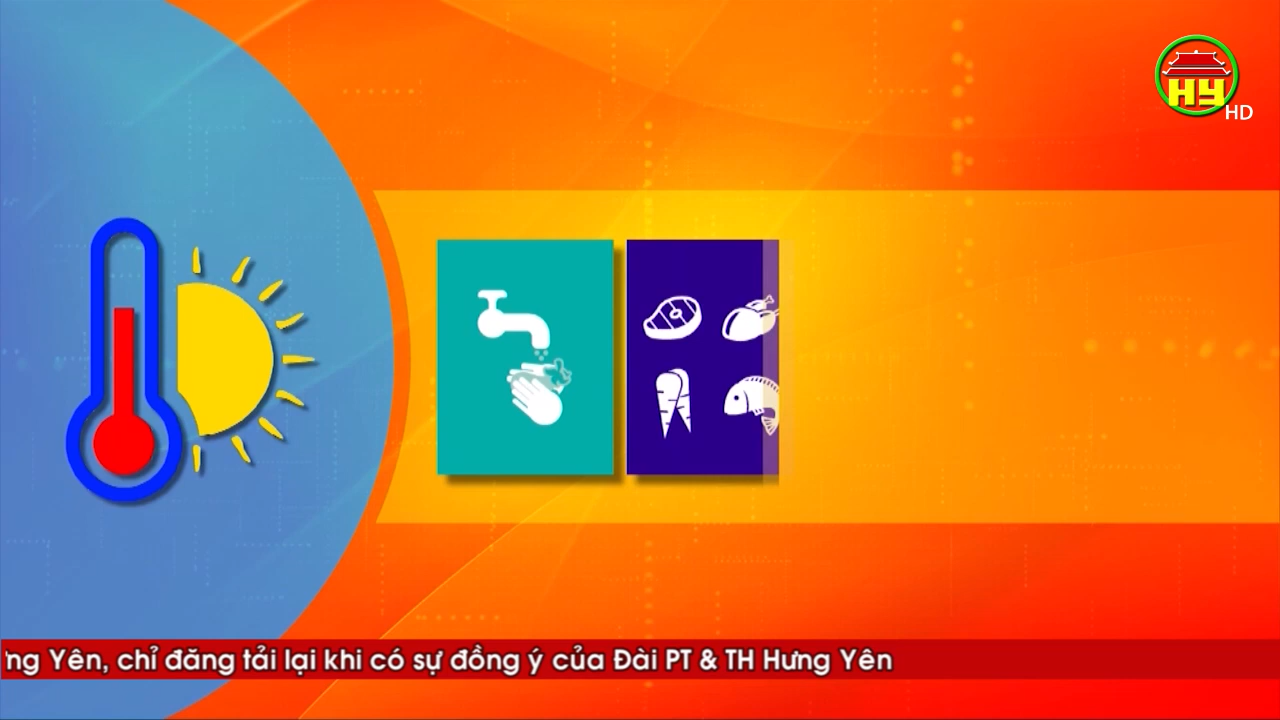 HY
HD
ng Yên, chỉ đăng tải lại khi có sự đồng ý của Đài PT & TH Hưng Yên